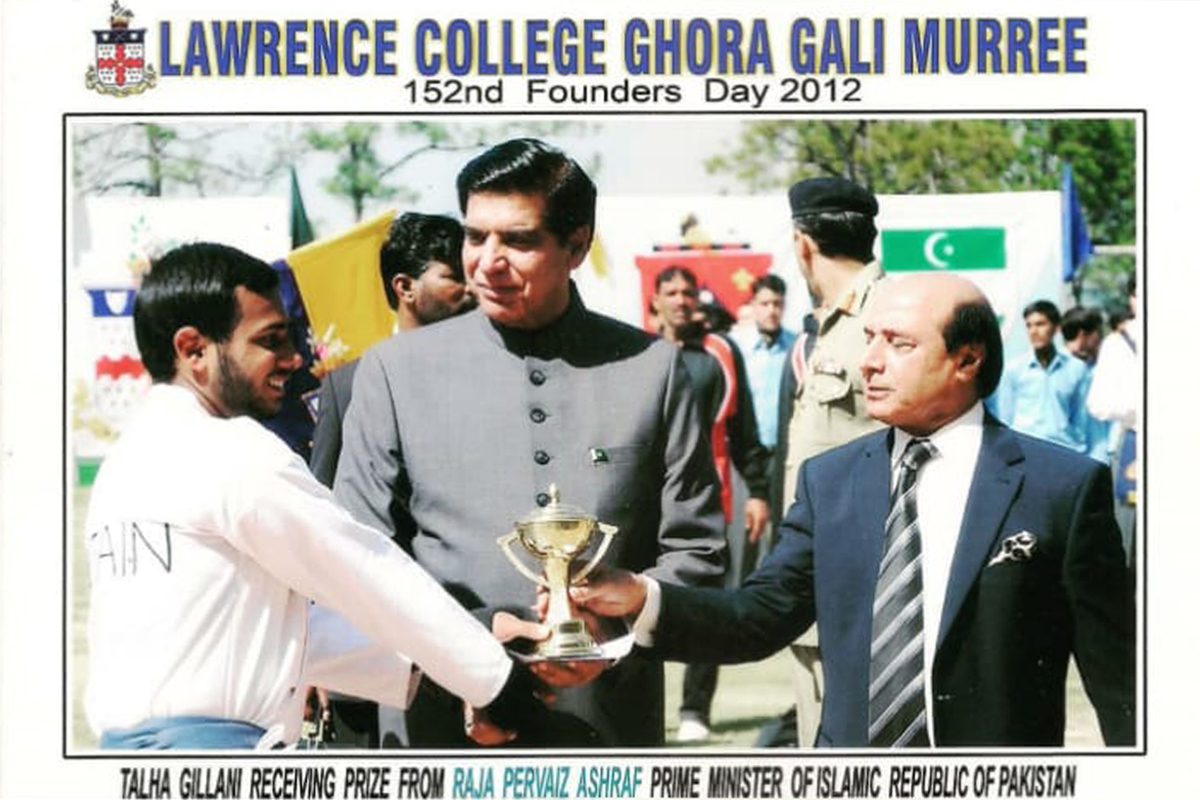 LAWRENCE COLLEGE GHORA GALI MURREE
152nd Founders Day 2012
TALHA GILLANI RECEIVING PRIZE FROM RAJA PERVAIZ ASHRAF PRIME MINISTER OF ISLAMIC REPUBLIC OF PAKISTAN